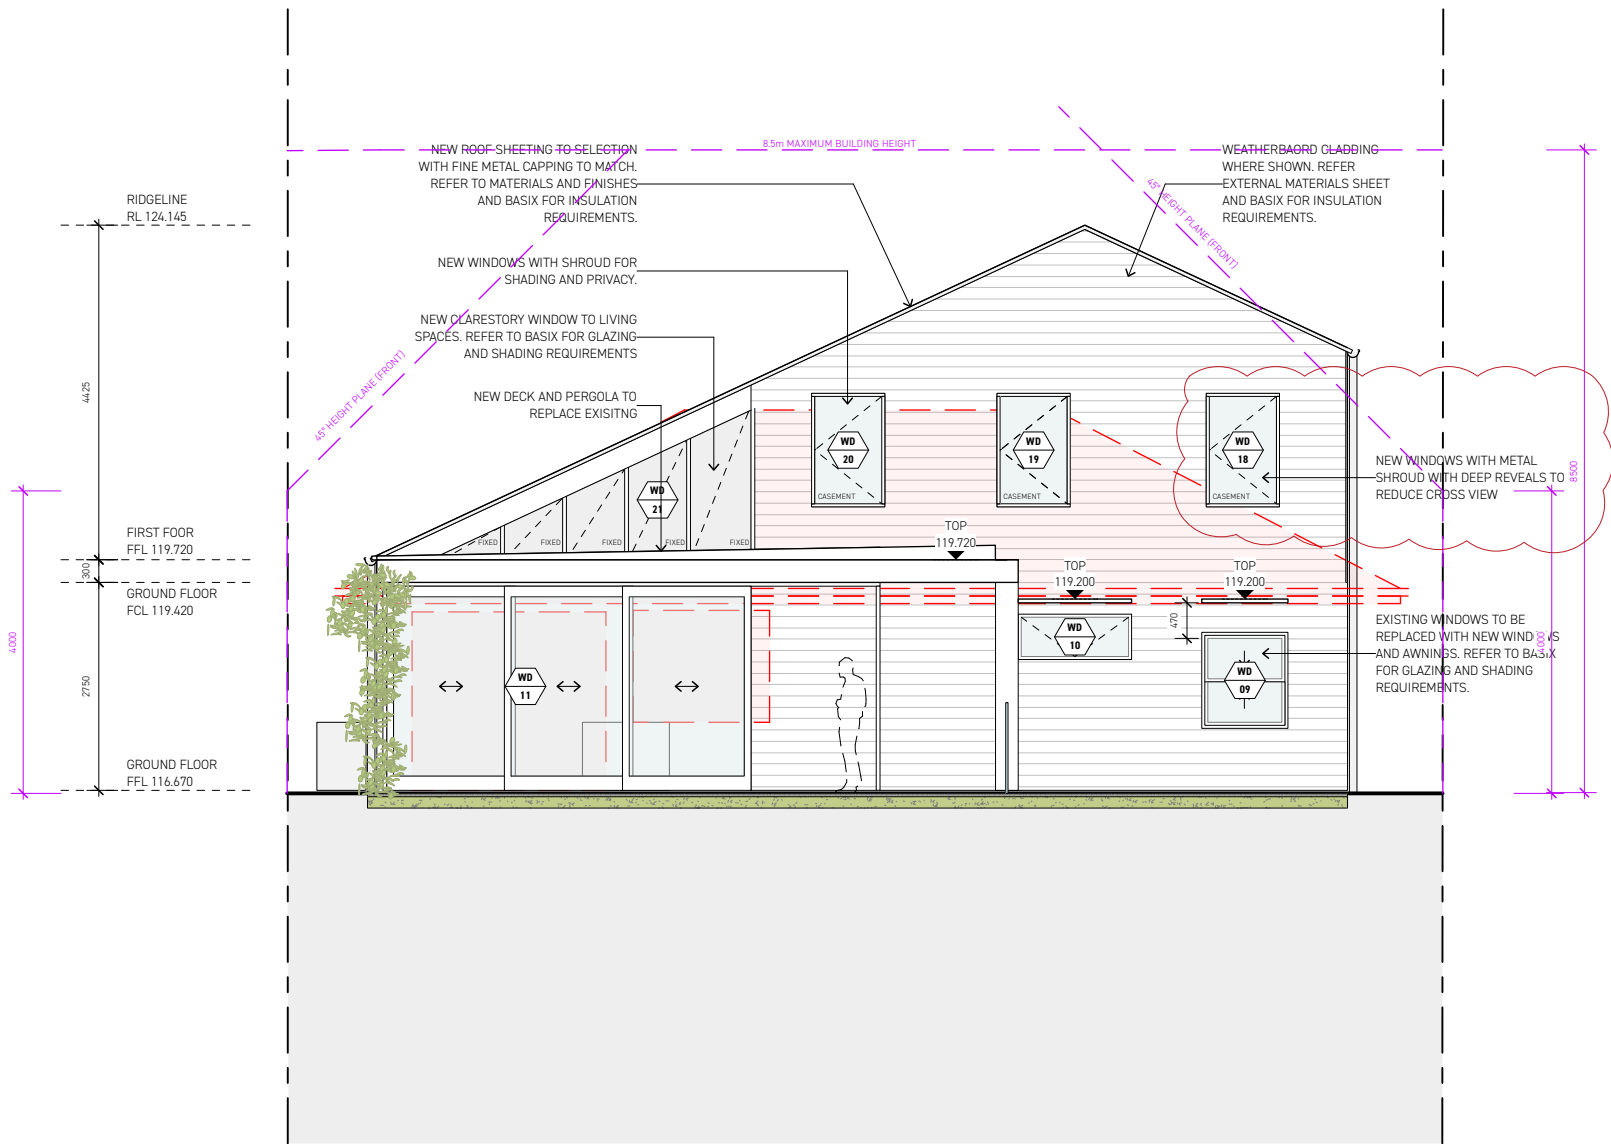 8.5m MAXIMUM BUILDING HEIGHT
NEW ROOF SHEETING TO SELECTION
WITH FINE METAL CAPPING TO MATCH.
REFER TO MATERIALS AND FINISHES
AND BASIX FOR INSULATION
REQUIREMENTS.
WEATHERBAORD CLADDING
WHERE SHOWN. REFER
EXTERNAL MATERIALS SHEET
AND BASIX FOR INSULATION
REQUIREMENTS.
45° HEIGHT PLANE (FRONT)
RIDGELINE
RL 124.145
NEW WINDOWS WITH SHROUD FOR
SHADING AND PRIVACY.
NEW CLARESTORY WINDOW TO LIVING
SPACES. REFER TO BASIX FOR GLAZING
AND SHADING REQUIREMENTS
45° HEIGHT PLANE (FRONT)
NEW DECK AND PERGOLA TO
REPLACE EXISITNG
4425
WD
20
CASEMENT
WD
19
CASEMENT
WD
18
CASEMENT
NEW WINDOWS WITH METAL
SHROUD WITH DEEP REVEALS TO
REDUCE CROSS VIEW
8500
WD
21
FIXED
FIXED
FIXED
FIXED
FIXED
TOP
119.720
FIRST FOOR
FFL 119.720
300
GROUND FLOOR
FCL 119.420
TOP
119.200
TOP
119.200
470
EXISTING WINDOWS TO BE
REPLACED WITH NEW WINDOWS
AND AWNINGS. REFER TO BASIX
FOR GLAZING AND SHADING
REQUIREMENTS.
4000
4000
2750
WD
10
WD
09
WD
11
GROUND FLOOR
FFL 116.670